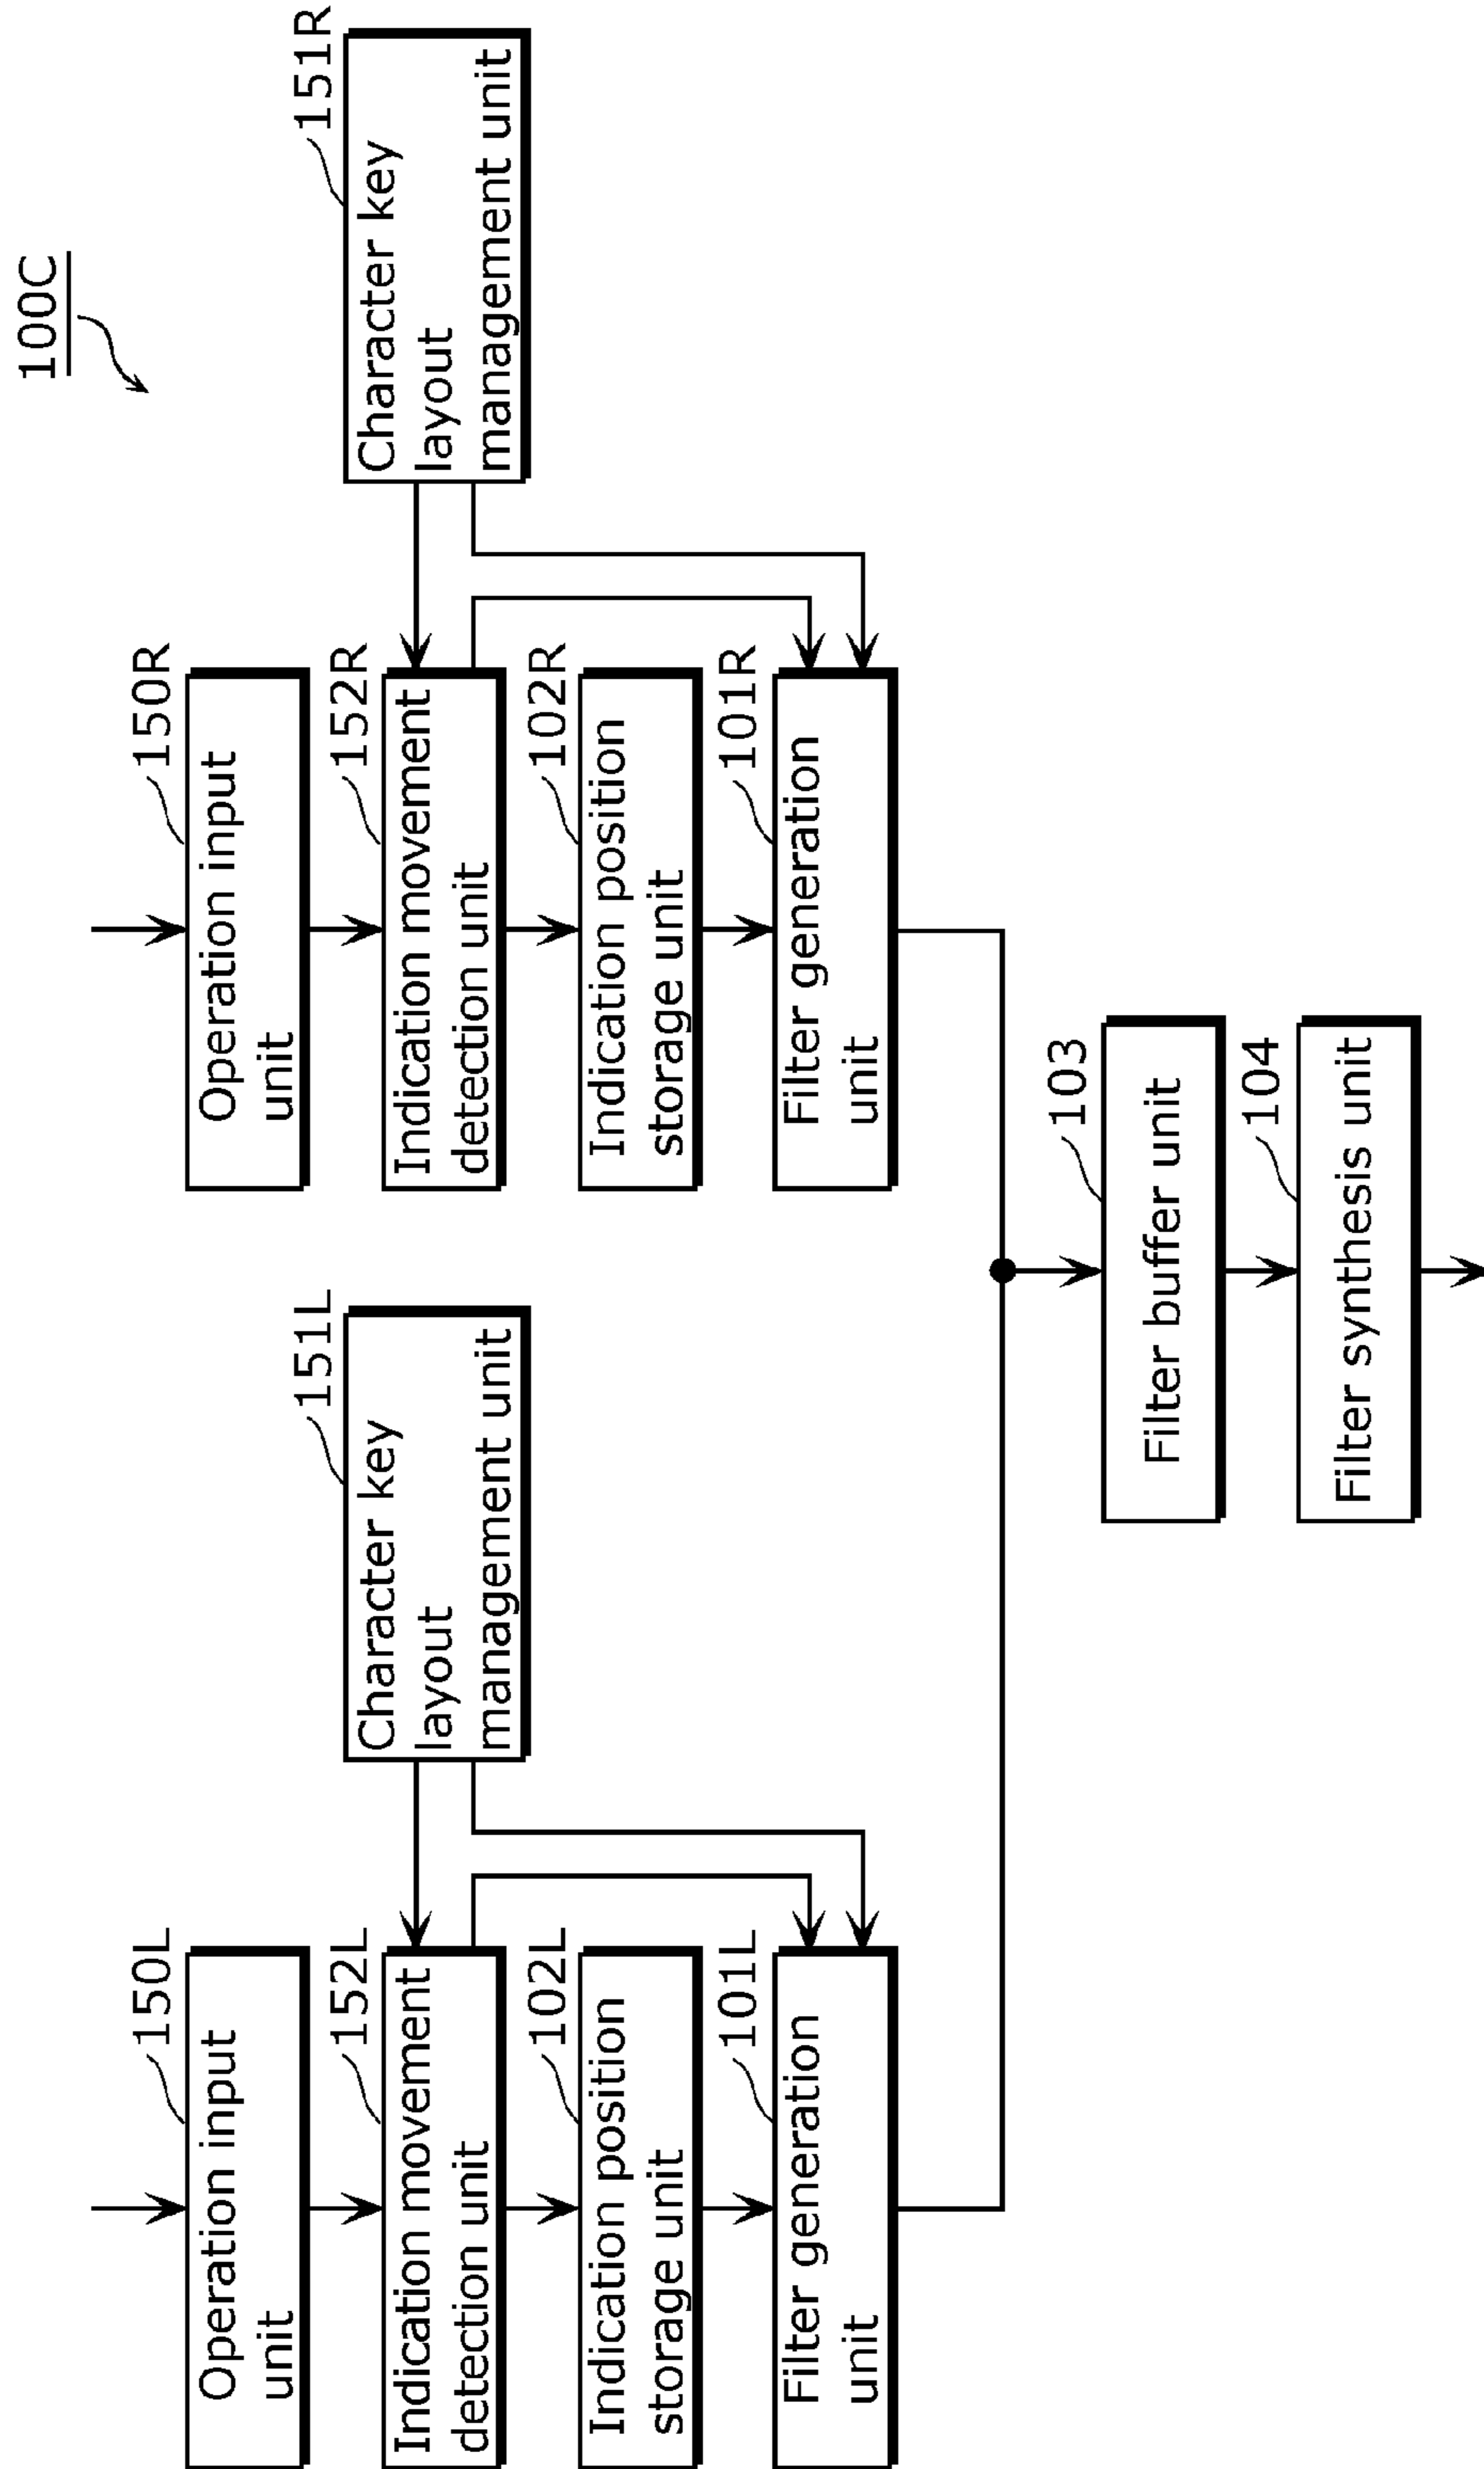 100C
150L
Operation input
unit
151L
Character key
layout
management unit
150R
Operation input
unit
151R
Character key
layout
management unit
152L
Indication movement
detection unit
152R
Indication movement
detection unit
102L
Indication position
storage unit
102R
Indication position
storage unit
101L
Filter generation
unit
101R
Filter generation
unit
103
Filter buffer unit
104
Filter synthesis unit